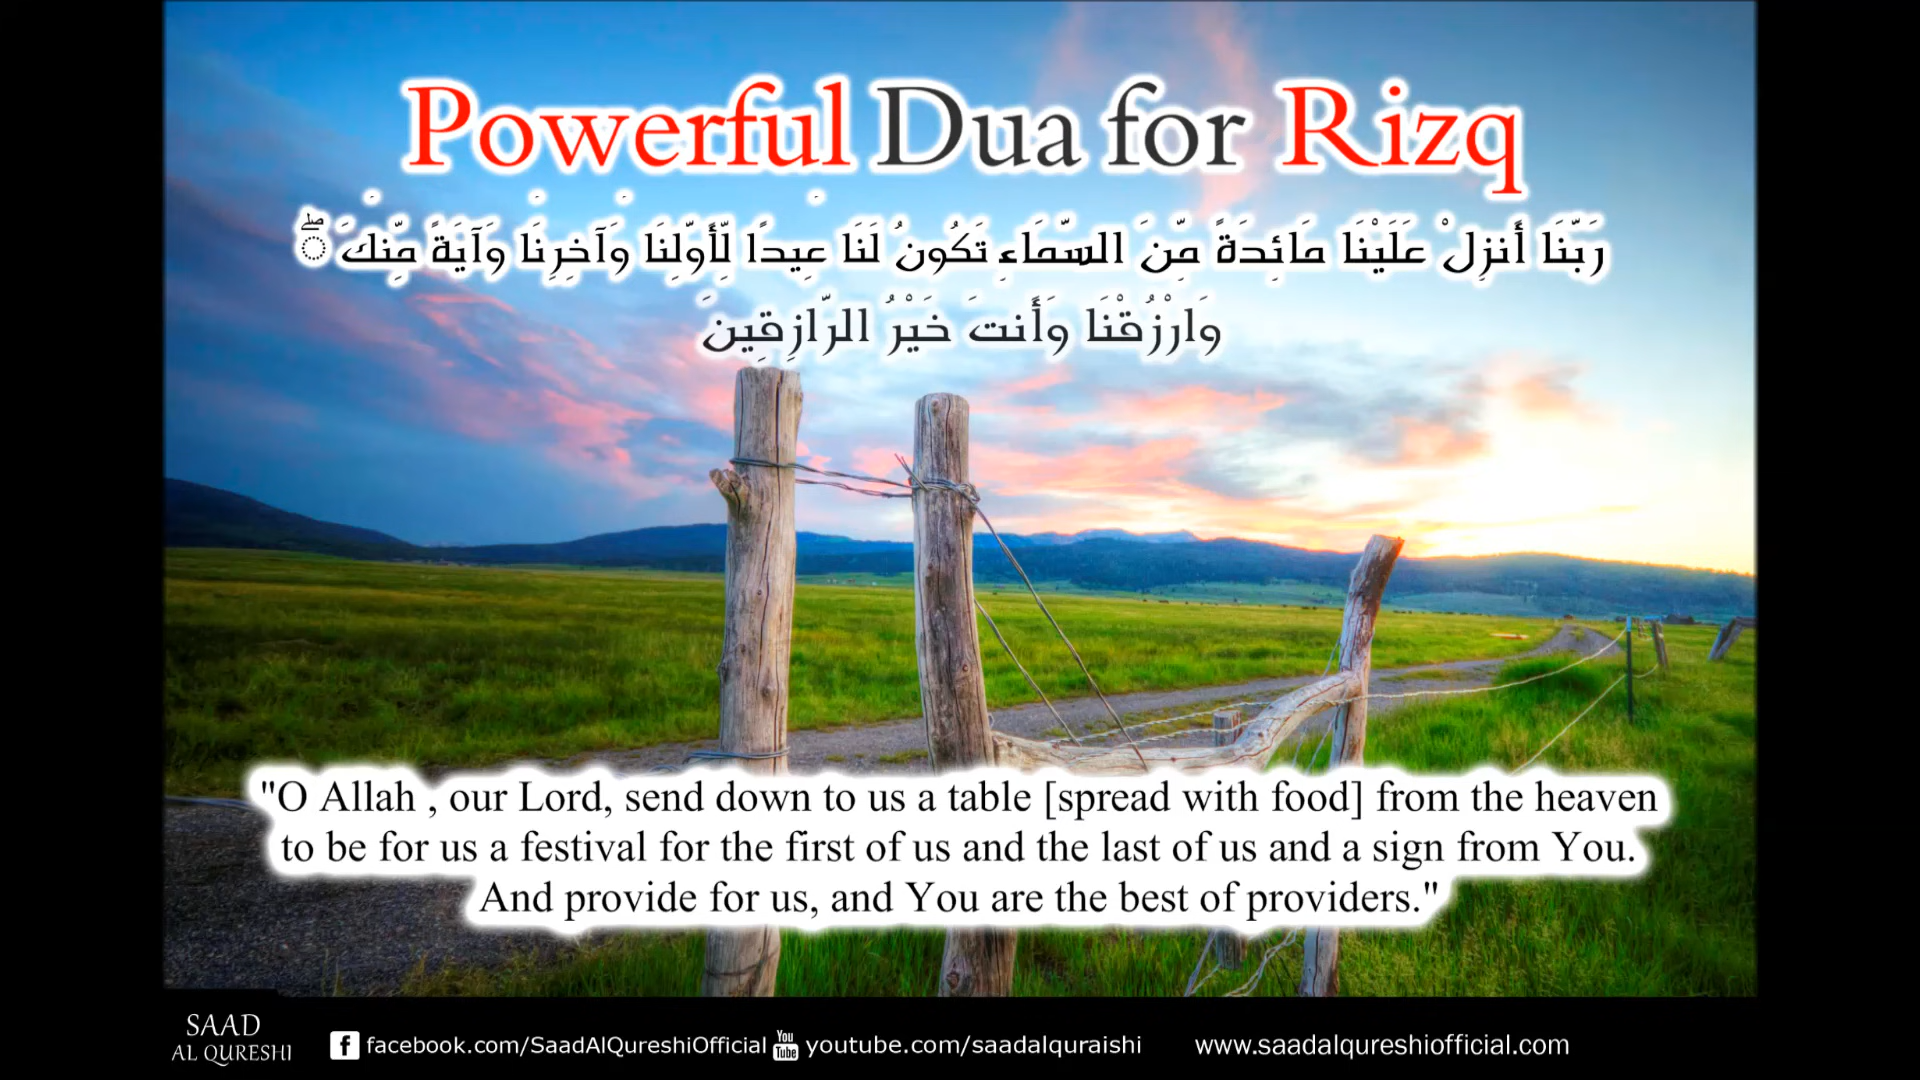 Powerful Dua for Rizq
رَبَّنَا أَنزِلْ عَلَيْنَا مَائِدَةً مِّنَ السَّمَاءِ تَكُونُ لَنَا عِيدًا لِّأَوَّلِنَا وَآخِرِنَا وَآيَةً مِّنكَ ۖ
وَارْزُقْنَا وَأَنتَ خَيْرُ الرَّازِقِينَ
"O Allah , our Lord, send down to us a table [spread with food] from the heaven
to be for us a festival for the first of us and the last of us and a sign from You.
And provide for us, and You are the best of providers."
SAAD
AL QURESHI
facebook.com/SaadAlQureshiOfficial You Tube youtube.com/saadalquraishi www.saadalqureshiofficial.com